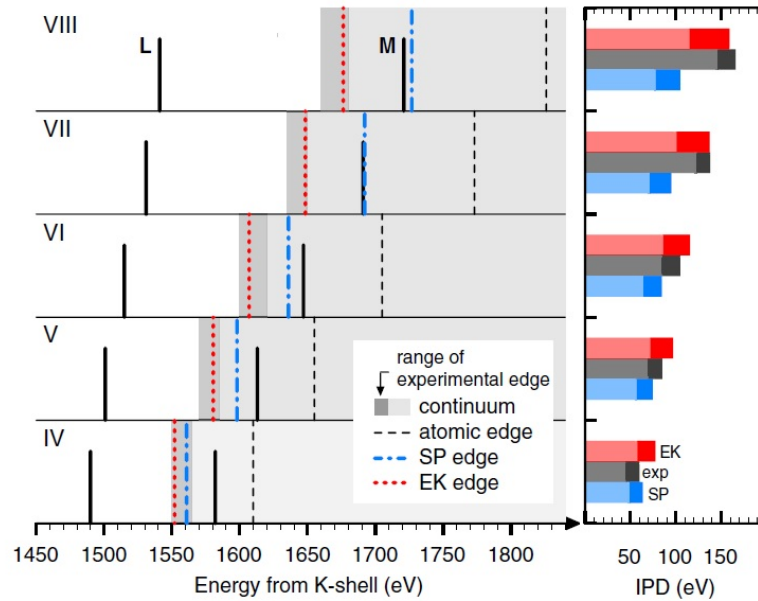 VIII
L
M
VII
VI
V
IV
range of
experimental edge
continuum
atomic edge
SP edge
EK edge
EK
exp
SP
1450 1500 1550 1600 1650 1700 1750 1800
Energy from K-shell (eV)
50 100 150
IPD (eV)